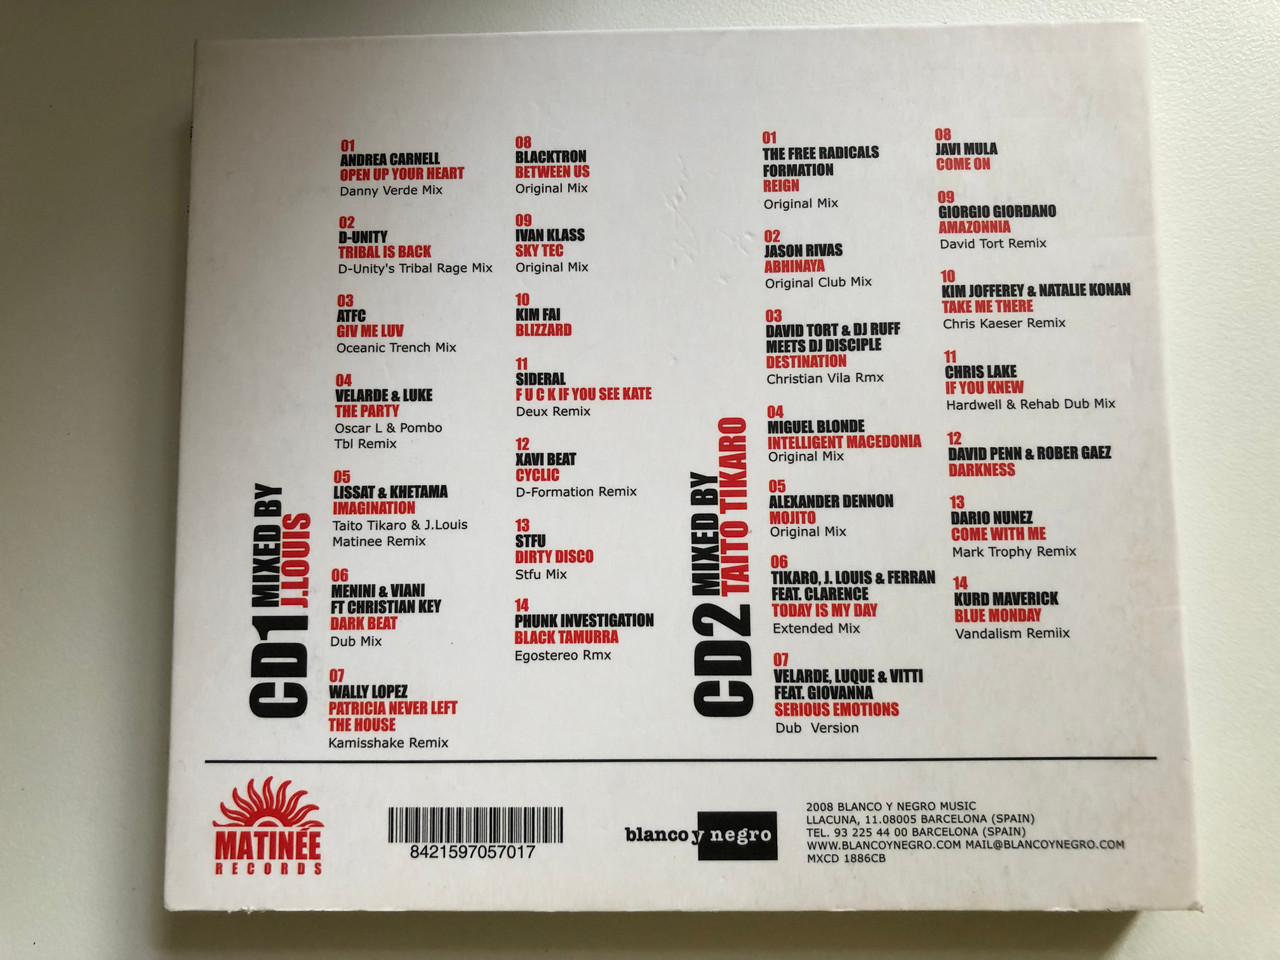 CD1 MIXED BY
J.LOUIS
01
ANDREA CARNELL
OPEN UP YOUR HEART
Danny Verde Mix
02
D-UNITY
TRIBAL IS BACK
D-Unity's Tribal Rage Mix
03
ATFC
GIV ME LUV
Oceanic Trench Mix
04
VELARDE & LUKE
THE PARTY
Oscar L & Pombo
Tbl Remix
05
LISSAT & KHETAMA
IMAGINATION
Taito Tikaro & J.Louis
Matinee Remix
06
MENINI & VIANI
FT CHRISTIAN KEY
DARK BEAT
Dub Mix
07
WALLY LOPEZ
PATRICIA NEVER LEFT
THE HOUSE
Kamisshake Remix
08
BLACKTRON
BETWEEN US
Original Mix
09
IVAN KLASS
SKY TEC
Original Mix
10
KIM FAI
BLIZZARD
11
SIDERAL
F U C K IF YOU SEE KATE
Deux Remix
12
XAVI BEAT
CYCLIC
D-Formation Remix
13
STFU
DIRTY DISCO
Stfu Mix
14
PHUNK INVESTIGATION
BLACK TAMURRA
Egostereo Rmx
CD2 MIXED BY
TAITO TIKARO
01
THE FREE RADICALS
FORMATION
REIGN
Original Mix
02
JASON RIVAS
ABHINAYA
Original Club Mix
03
DAVID TORT & DJ RUFF
MEETS DJ DISCIPLE
DESTINATION
Christian Vila Rmx
04
MIGUEL BLONDE
INTELLIGENT MACEDONIA
Original Mix
05
ALEXANDER DENNON
MOJITO
Original Mix
06
TIKARO, J. LOUIS & FERRAN
FEAT. CLARENCE
TODAY IS MY DAY
Extended Mix
07
VELARDE, LUQUE & VITTI
FEAT. GIOVANNA
SERIOUS EMOTIONS
Dub Version
08
JAVI MULA
COME ON
09
GIORGIO GIORDANO
AMAZONNIA
David Tort Remix
10
KIM JOFFEREY & NATALIE KONAN
TAKE ME THERE
Chris Kaeser Remix
11
CHRIS LAKE
IF YOU KNEW
Hardwell & Rehab Dub Mix
12
DAVID PENN & ROBER GAEZ
DARKNESS
13
DARIO NUNEZ
COME WITH ME
Mark Trophy Remix
14
KURD MAVERICK
BLUE MONDAY
Vandalism Remiix
MATINÉE
RECORDS
8421597057017
blanco y negro
2008 BLANCO Y NEGRO MUSIC
LLACUNA, 11.08005 BARCELONA (SPAIN)
TEL. 93 225 44 00 BARCELONA (SPAIN)
WWW.BLANCOYNEGRO.COM MAIL@BLANCOYNEGRO.COM
MXCD 1886CB